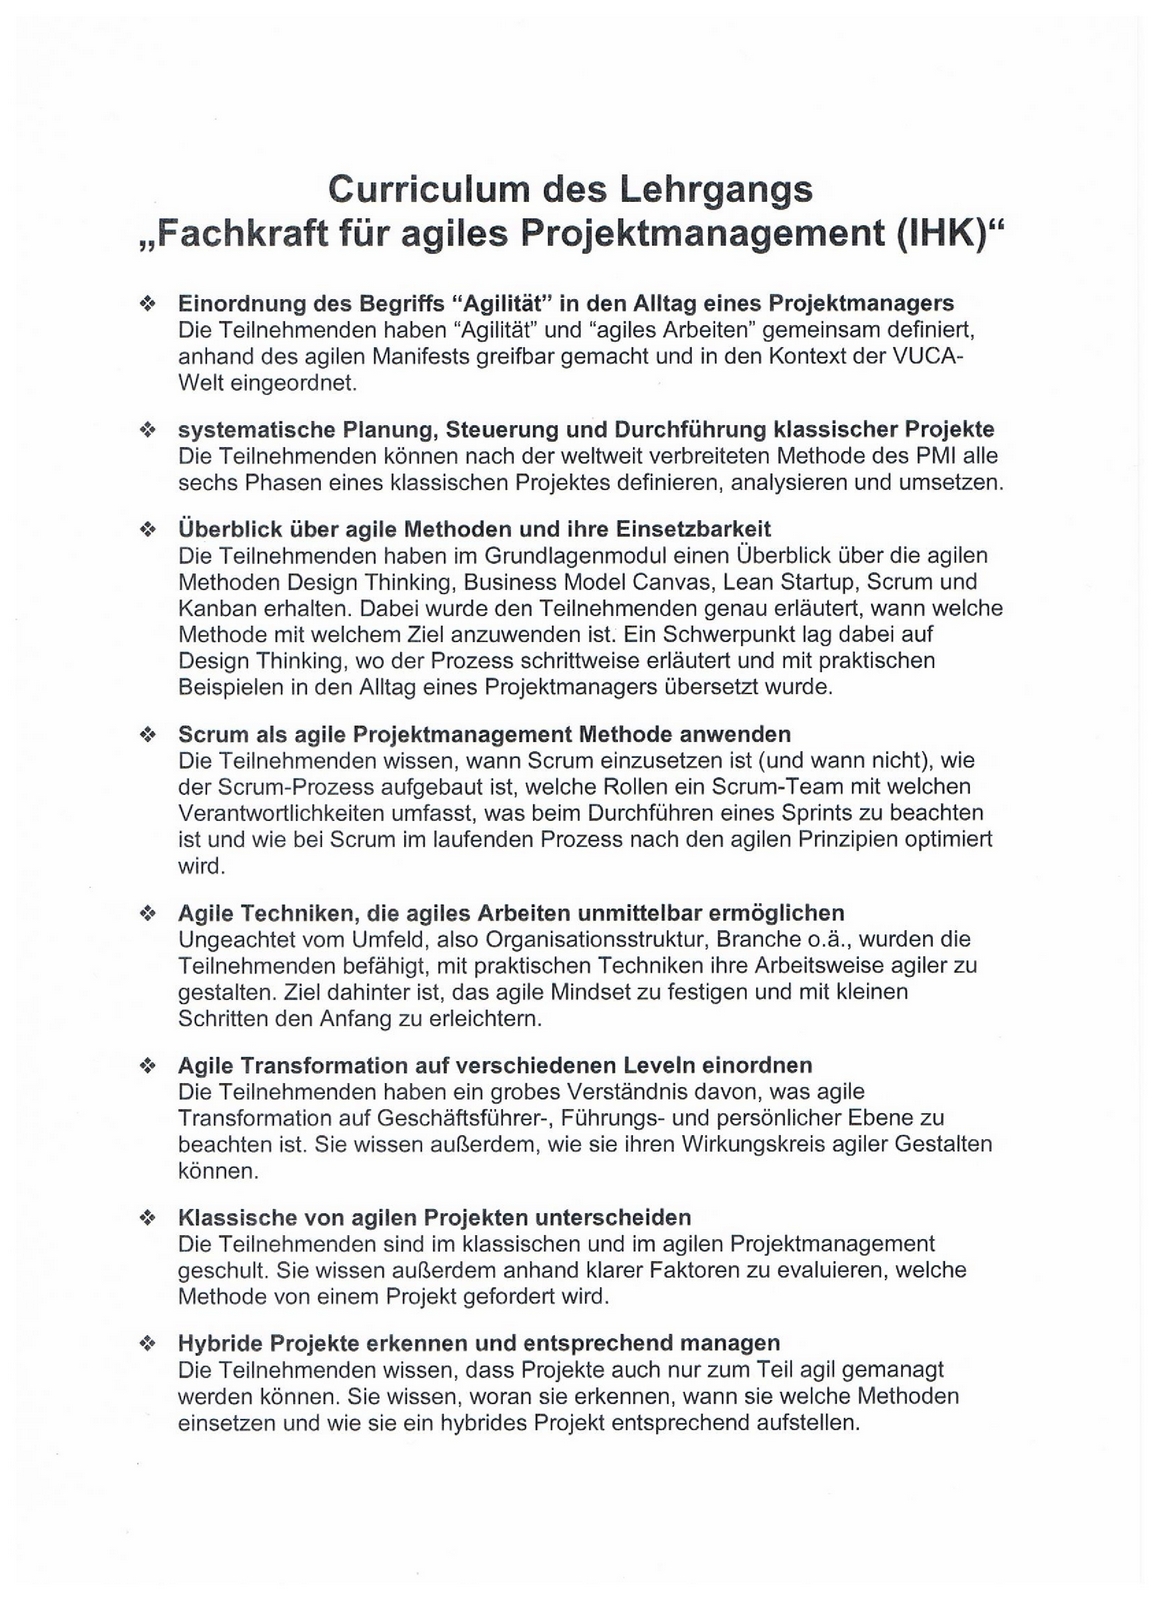 Curriculum des Lehrgangs
„Fachkraft für agiles Projektmanagement (IHK)“
❖ Einordnung des Begriffs “Agilität” in den Alltag eines Projektmanagers
Die Teilnehmenden haben “Agilität” und “agiles Arbeiten” gemeinsam definiert,
anhand des agilen Manifests greifbar gemacht und in den Kontext der VUCA-
Welt eingeordnet.
❖ systematische Planung, Steuerung und Durchführung klassischer Projekte
Die Teilnehmenden können nach der weltweit verbreiteten Methode des PMI alle
sechs Phasen eines klassischen Projektes definieren, analysieren und umsetzen.
❖ Überblick über agile Methoden und ihre Einsetzbarkeit
Die Teilnehmenden haben im Grundlagenmodul einen Überblick über die agilen
Methoden Design Thinking, Business Model Canvas, Lean Startup, Scrum und
Kanban erhalten. Dabei wurde den Teilnehmenden genau erläutert, wann welche
Methode mit welchem Ziel anzuwenden ist. Ein Schwerpunkt lag dabei auf
Design Thinking, wo der Prozess schrittweise erläutert und mit praktischen
Beispielen in den Alltag eines Projektmanagers übersetzt wurde.
❖ Scrum als agile Projektmanagement Methode anwenden
Die Teilnehmenden wissen, wann Scrum einzusetzen ist (und wann nicht), wie
der Scrum-Prozess aufgebaut ist, welche Rollen ein Scrum-Team mit welchen
Verantwortlichkeiten umfasst, was beim Durchführen eines Sprints zu beachten
ist und wie bei Scrum im laufenden Prozess nach den agilen Prinzipien optimiert
wird.
❖ Agile Techniken, die agiles Arbeiten unmittelbar ermöglichen
Ungeachtet vom Umfeld, also Organisationsstruktur, Branche o.ä., wurden die
Teilnehmenden befähigt, mit praktischen Techniken ihre Arbeitsweise agiler zu
gestalten. Ziel dahinter ist, das agile Mindset zu festigen und mit kleinen
Schritten den Anfang zu erleichtern.
❖ Agile Transformation auf verschiedenen Leveln einordnen
Die Teilnehmenden haben ein grobes Verständnis davon, was agile
Transformation auf Geschäftsführer-, Führungs- und persönlicher Ebene zu
beachten ist. Sie wissen außerdem, wie sie ihren Wirkungskreis agiler Gestalten
können.
❖ Klassische von agilen Projekten unterscheiden
Die Teilnehmenden sind im klassischen und im agilen Projektmanagement
geschult. Sie wissen außerdem anhand klarer Faktoren zu evaluieren, welche
Methode von einem Projekt gefordert wird.
❖ Hybride Projekte erkennen und entsprechend managen
Die Teilnehmenden wissen, dass Projekte auch nur zum Teil agil gemanagt
werden können. Sie wissen, woran sie erkennen, wann sie welche Methoden
einsetzen und wie sie ein hybrides Projekt entsprechend aufstellen.